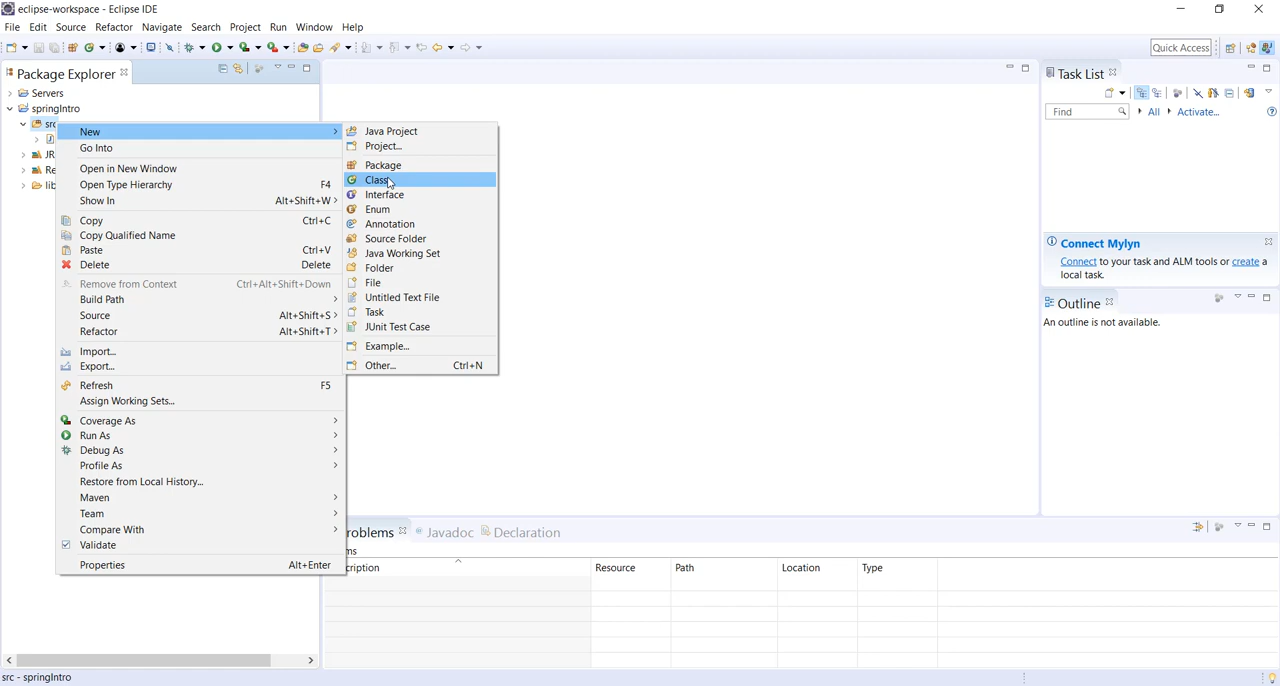 eclipse-workspace - Eclipse IDE
File Edit Source Refactor Navigate Search Project Run Window Help
Quick Access
Package Explorer
Servers
springIntro
src
JR
Re
lib
New
Go Into
Open in New Window
Open Type Hierarchy F4
Show In Alt+Shift+W >
Copy Ctrl+C
Copy Qualified Name
Paste Ctrl+V
Delete Delete
Remove from Context Ctrl+Alt+Shift+Down
Build Path
Source Alt+Shift+S >
Refactor Alt+Shift+T >
Import...
Export...
Refresh F5
Assign Working Sets...
Coverage As
Run As
Debug As
Profile As
Restore from Local History...
Maven
Team
Compare With
Validate
Properties Alt+Enter
Java Project
Project...
Package
Class
Interface
Enum
Annotation
Source Folder
Java Working Set
Folder
File
Untitled Text File
Task
JUnit Test Case
Example...
Other... Ctrl+N
Task List
Find All Activate...
Connect Mylyn
Connect to your task and ALM tools or create a
local task.
Outline
An outline is not available.
roblems Javadoc Declaration
ms
cription Resource Path Location Type
src - springIntro